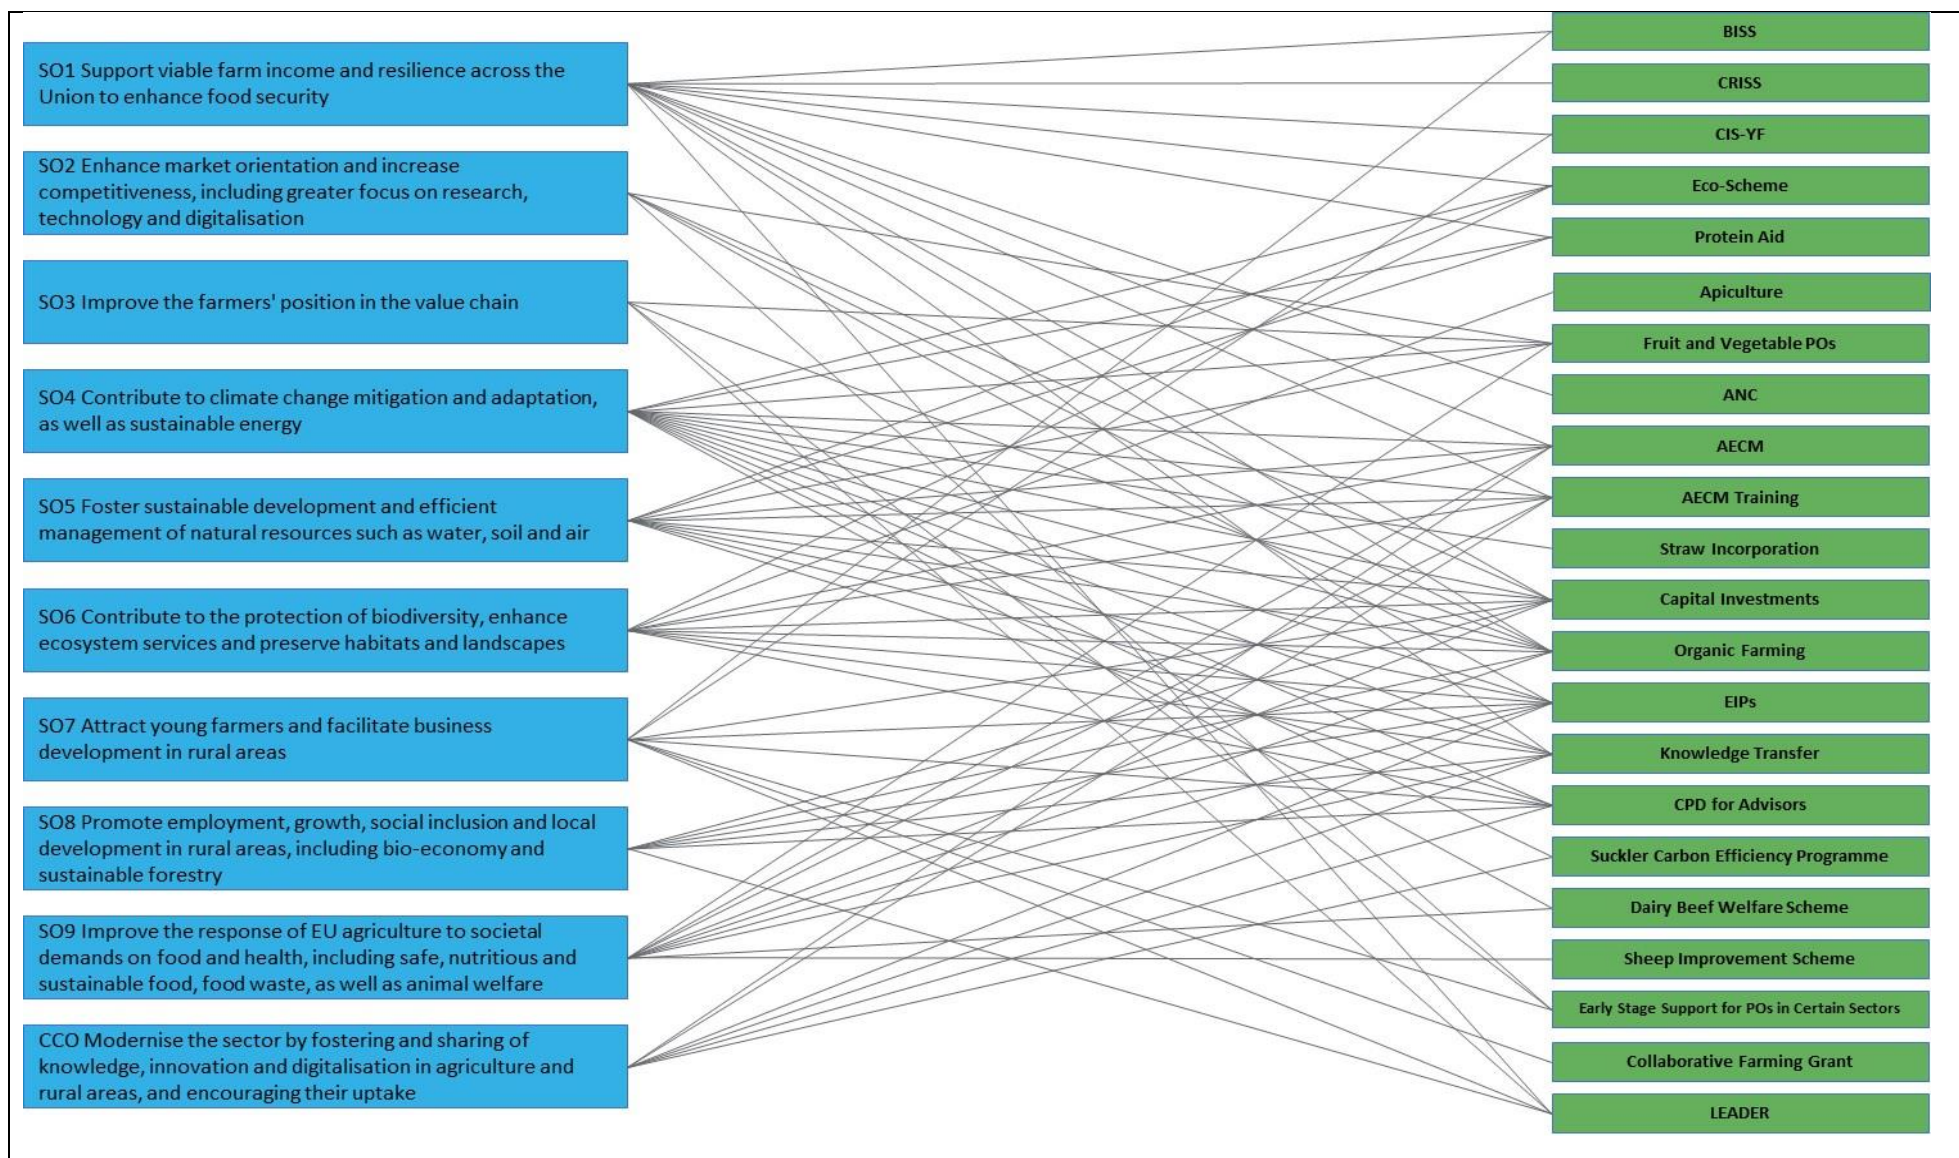 SO1 Support viable farm income and resilience across the
Union to enhance food security
SO2 Enhance market orientation and increase
competitiveness, including greater focus on research,
technology and digitalisation
SO3 Improve the farmers' position in the value chain
SO4 Contribute to climate change mitigation and adaptation,
as well as sustainable energy
SO5 Foster sustainable development and efficient
management of natural resources such as water, soil and air
SO6 Contribute to the protection of biodiversity, enhance
ecosystem services and preserve habitats and landscapes
SO7 Attract young farmers and facilitate business
development in rural areas
SO8 Promote employment, growth, social inclusion and local
development in rural areas, including bio-economy and
sustainable forestry
SO9 Improve the response of EU agriculture to societal
demands on food and health, including safe, nutritious and
sustainable food, food waste, as well as animal welfare
CCO Modernise the sector by fostering and sharing of
knowledge, innovation and digitalisation in agriculture and
rural areas, and encouraging their uptake
BISS
CRISS
CIS-YF
Eco-Scheme
Protein Aid
Apiculture
Fruit and Vegetable POs
ANC
AECM
AECM Training
Straw Incorporation
Capital Investments
Organic Farming
EIPs
Knowledge Transfer
CPD for Advisors
Suckler Carbon Efficiency Programme
Dairy Beef Welfare Scheme
Sheep Improvement Scheme
Early Stage Support for POs in Certain Sectors
Collaborative Farming Grant
LEADER